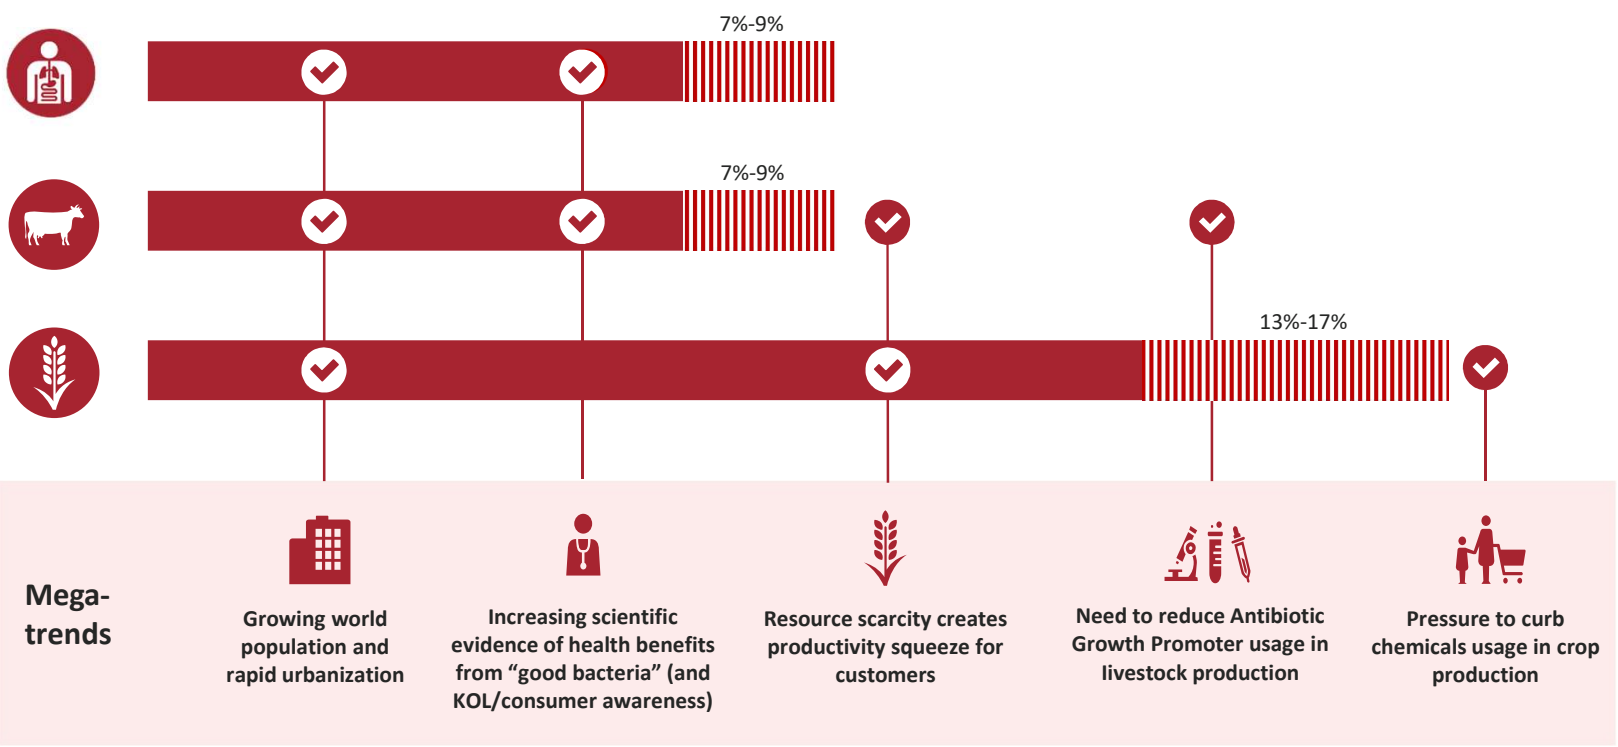 7%-9%
7%-9%
13%-17%
Mega-
trends
Growing world
population and
rapid urbanization
Increasing scientific
evidence of health benefits
from “good bacteria” (and
KOL/consumer awareness)
Resource scarcity creates
productivity squeeze for
customers
Need to reduce Antibiotic
Growth Promoter usage in
livestock production
Pressure to curb
chemicals usage in crop
production